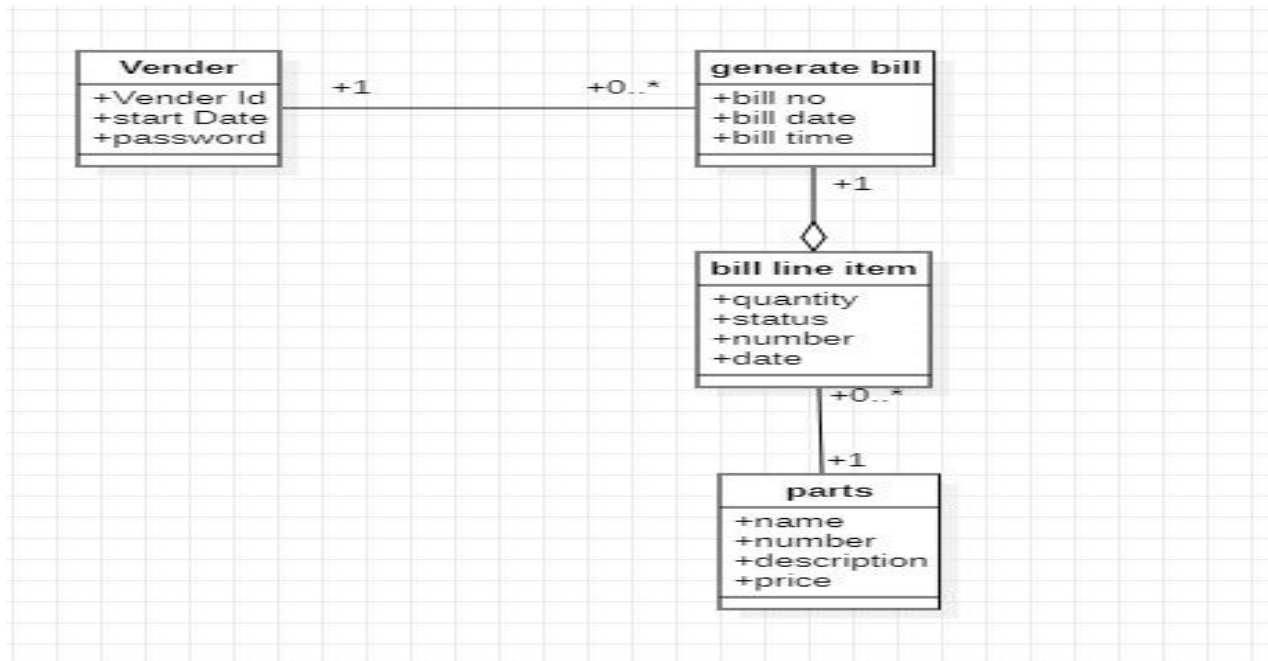 Vender
+Vender Id
+start Date
+password
+1
+0..*
generate bill
+bill no
+bill date
+bill time
+1
bill line item
+quantity
+status
+number
+date
+0..*
+1
parts
+name
+number
+description
+price